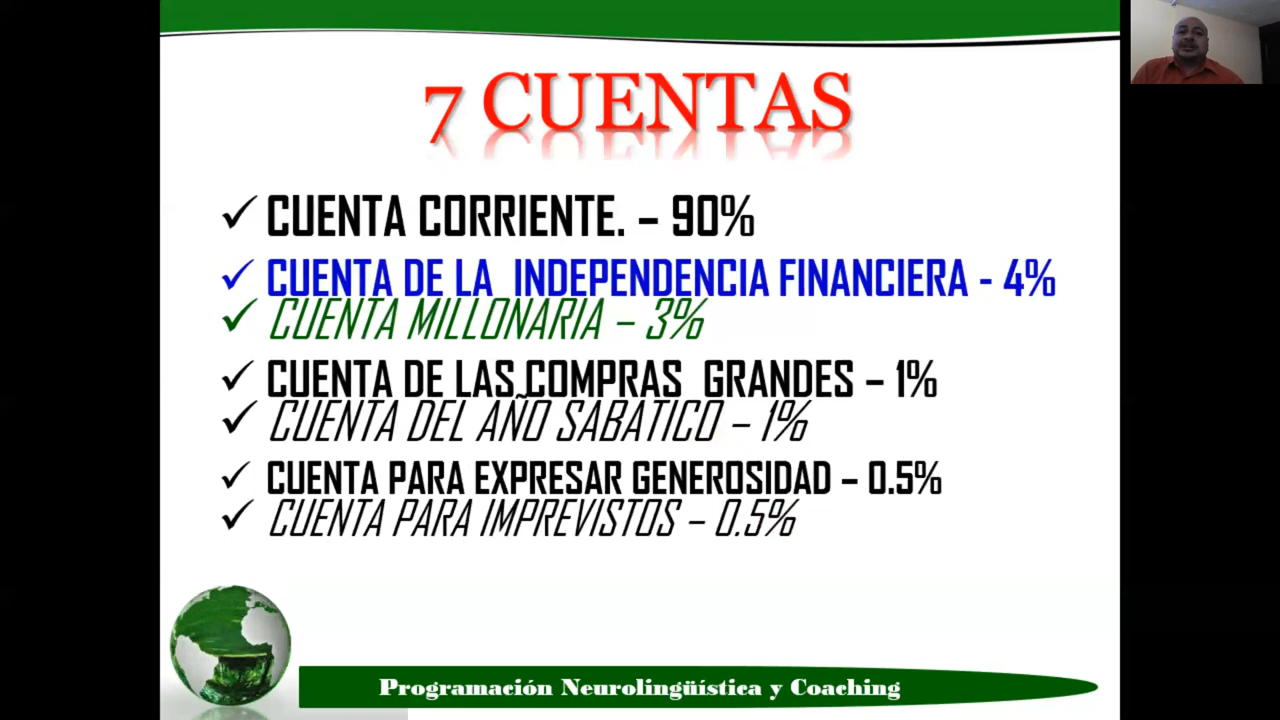 7 CUENTAS
CUENTA CORRIENTE. – 90%
CUENTA DE LA INDEPENDENCIA FINANCIERA - 4%
CUENTA MILLONARIA – 3%
CUENTA DE LAS COMPRAS GRANDES – 1%
CUENTA DEL AÑO SABATICO – 1%
CUENTA PARA EXPRESAR GENEROSIDAD – 0.5%
CUENTA PARA IMPREVISTOS – 0.5%
Programación Neurolingüística y Coaching